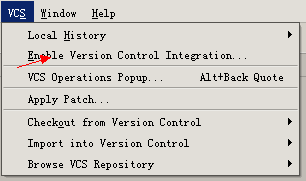 VCS Window Help
Local History
Enable Version Control Integration...
VCS Operations Popup... Alt+Back Quote
Apply Patch...
Checkout from Version Control
Import into Version Control
Browse VCS Repository